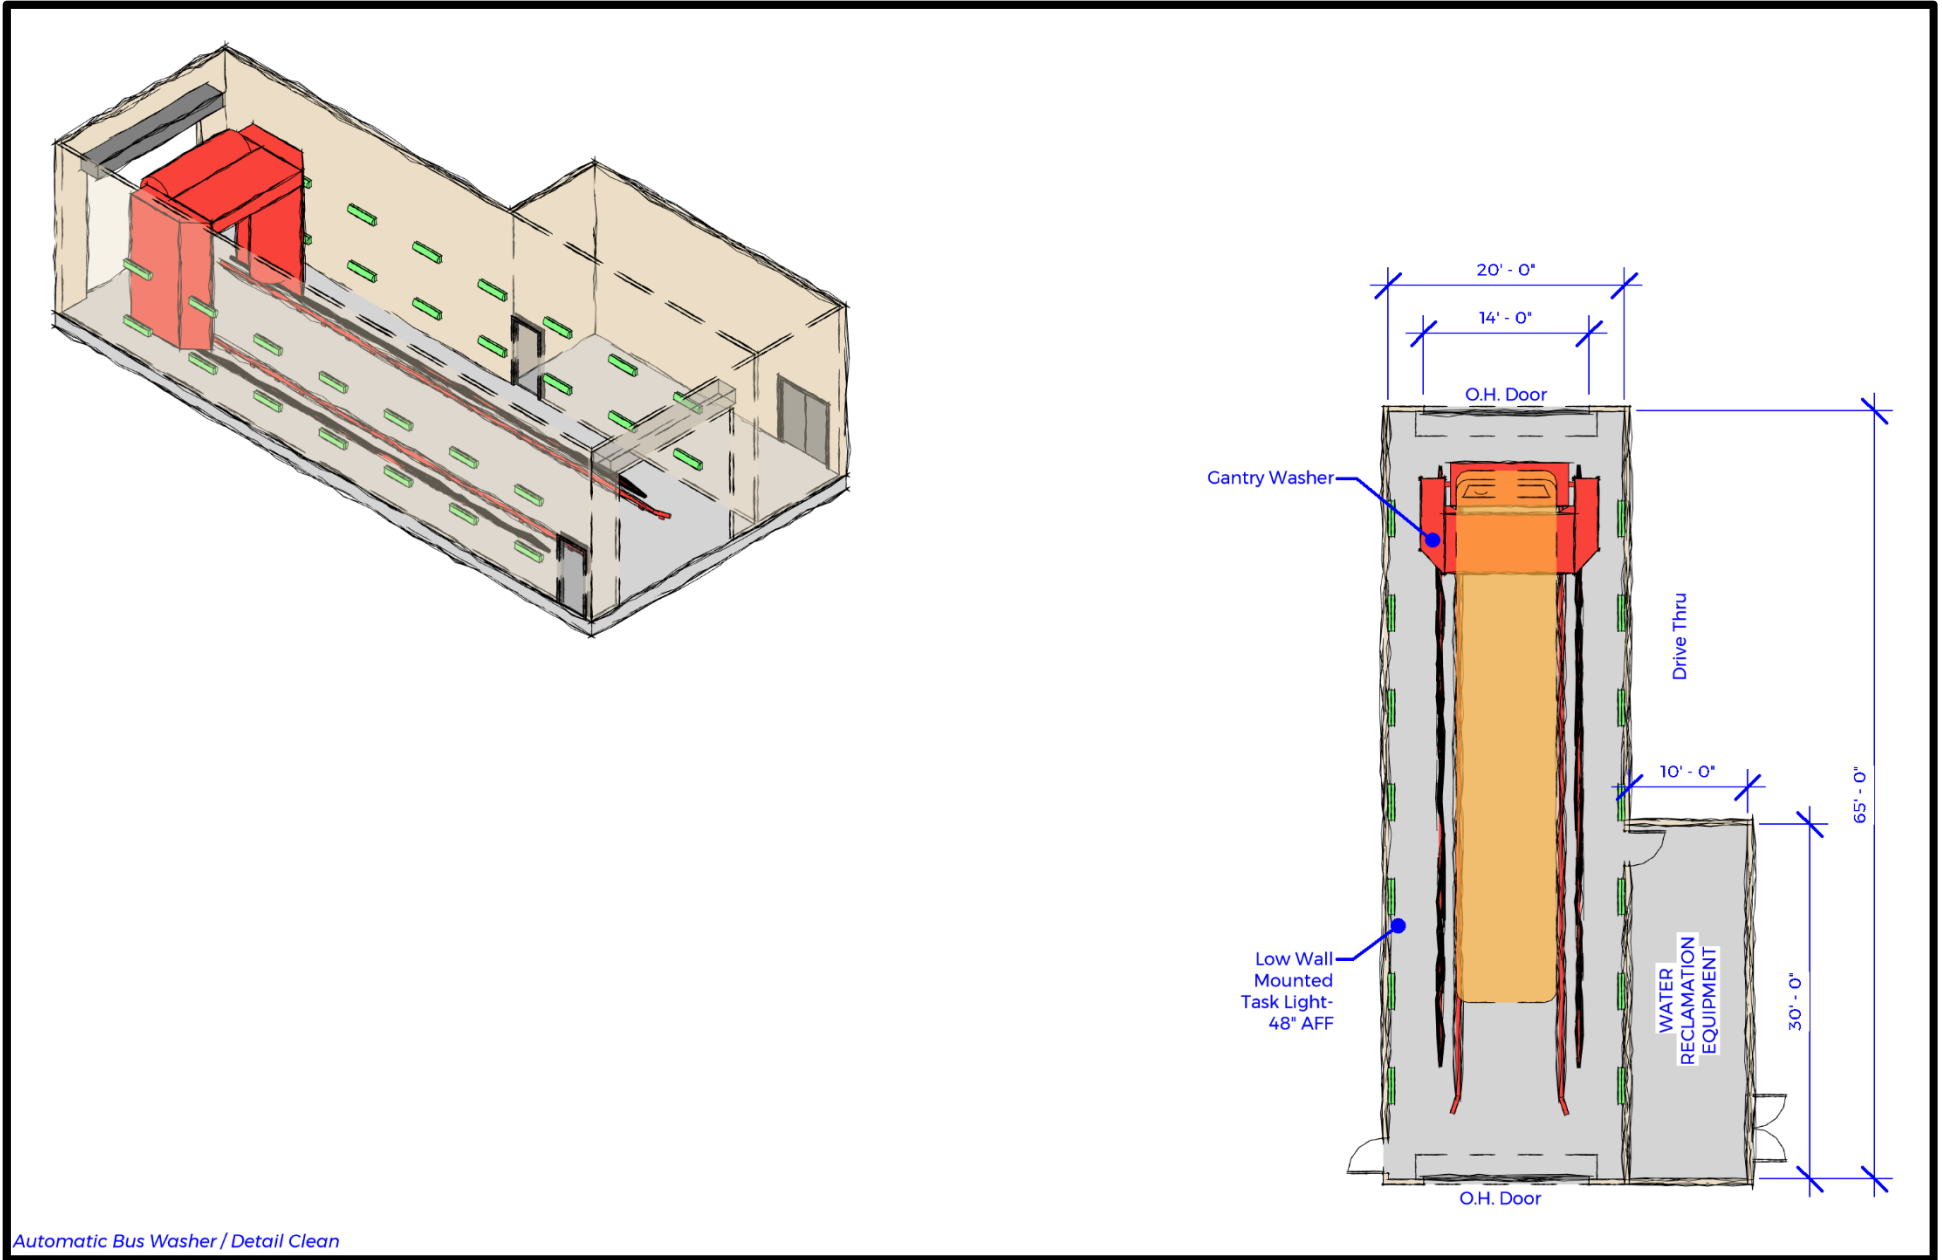 20' - 0"
14' - 0"
O.H. Door
Gantry Washer
Drive Thru
10' - 0"
65' - 0"
Low Wall
Mounted
Task Light-
48" AFF
WATER
RECLAMATION
EQUIPMENT
30' - 0"
O.H. Door
Automatic Bus Washer / Detail Clean